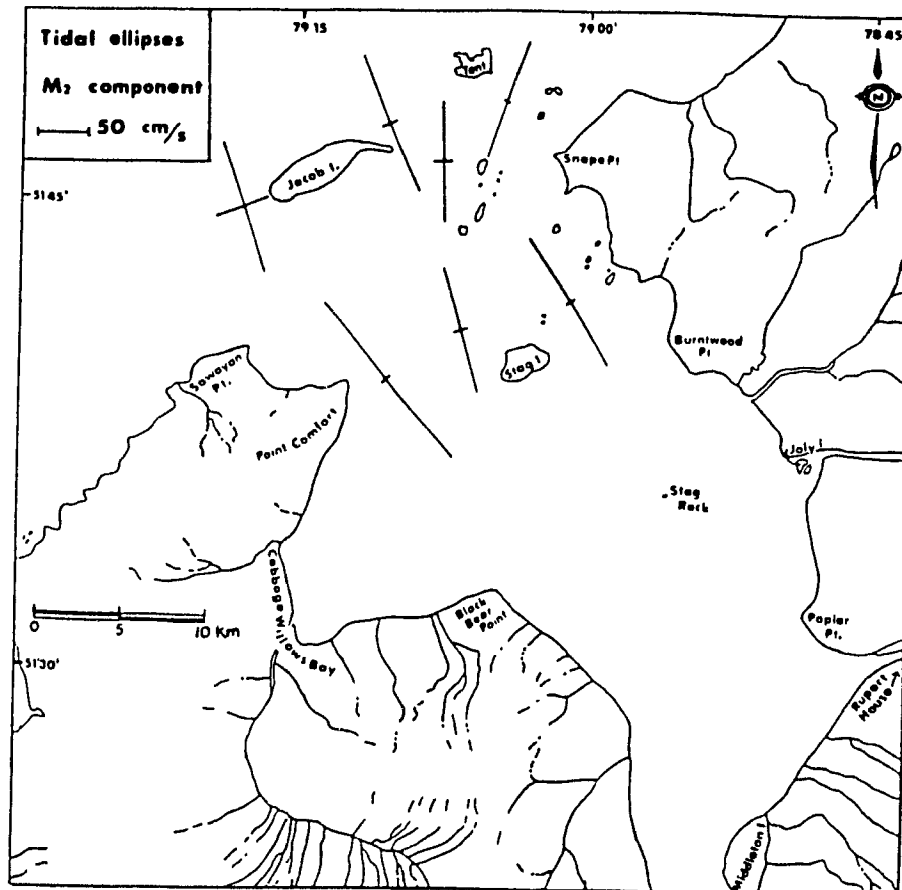 79 15'
79 00'
78 45'
Tidal ellipses
M2 component
50 cm/s
N
Tent
Jacob I.
Snape Pt
51 45'
Burntwood
Pt
Stag I
Sawayan
Pt.
Point Comfort
Joly I
Stag
Rock
Cabbage Willows Bay
0 5 10 Km
Black
Bear
Point
Papier
Pt.
51 30'
Rupert
House
Middleton I